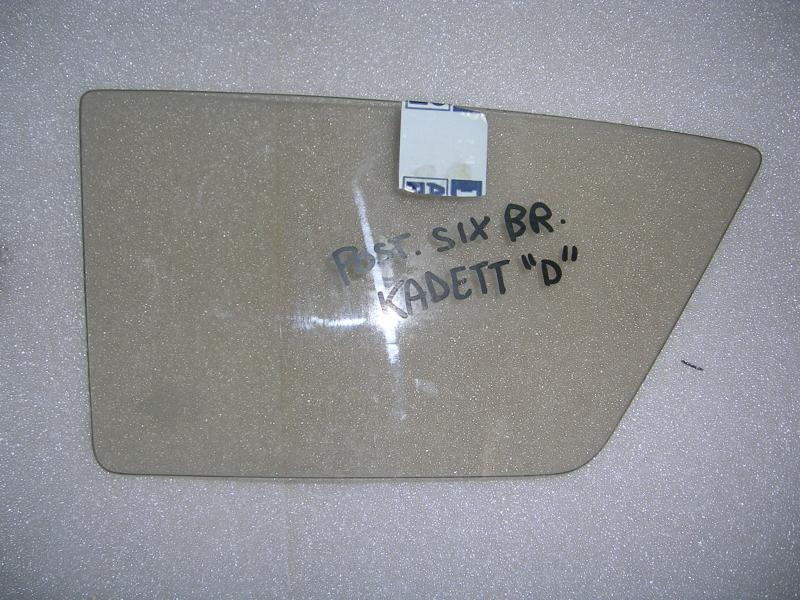 POST. SIX BR.
KADETT "D"